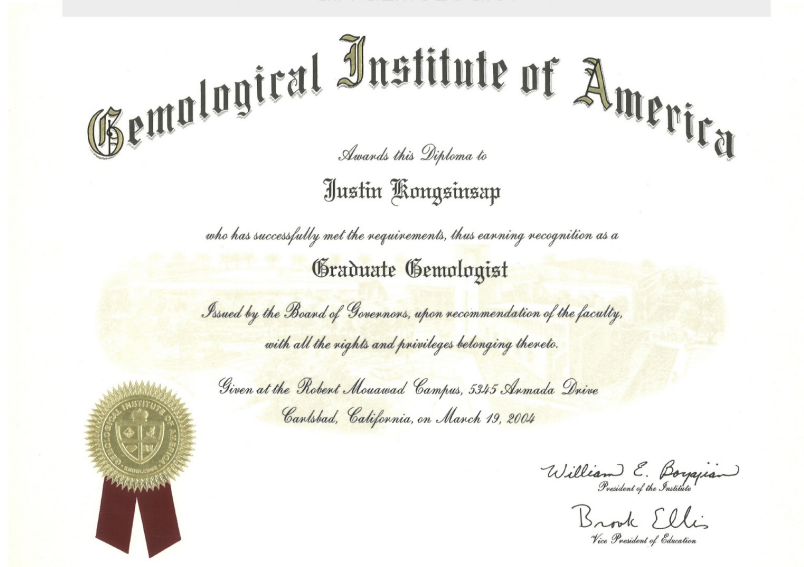 Gemological Institute of America
Awards this Diploma to
Justin Kongsinsap
who has successfully met the requirements, thus earning recognition as a
Graduate Gemologist
Issued by the Board of Governors, upon recommendation of the faculty,
with all the rights and privileges belonging thereto.
Given at the Robert Mouawad Campus, 5345 Armada Drive
Carlsbad, California, on March 19, 2004
William E. Boyajian
President of the Institute
Brook Ellis
Vice President of Education